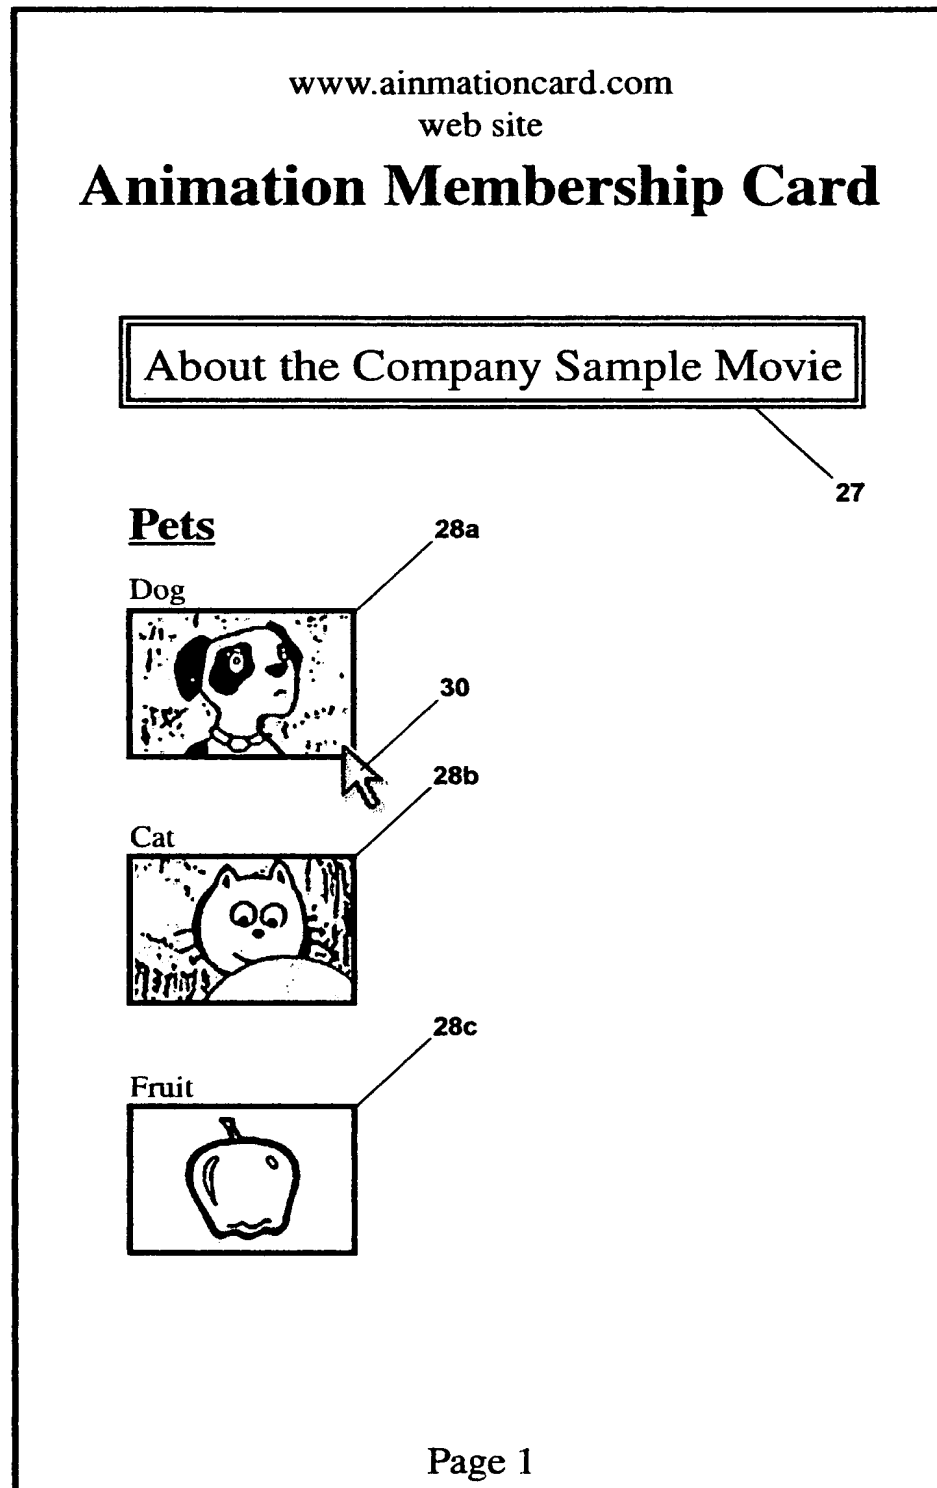 www.ainmationcard.com
web site
Animation Membership Card
About the Company Sample Movie
27
Pets
28a
Dog
30
28b
Cat
28c
Fruit
Page 1